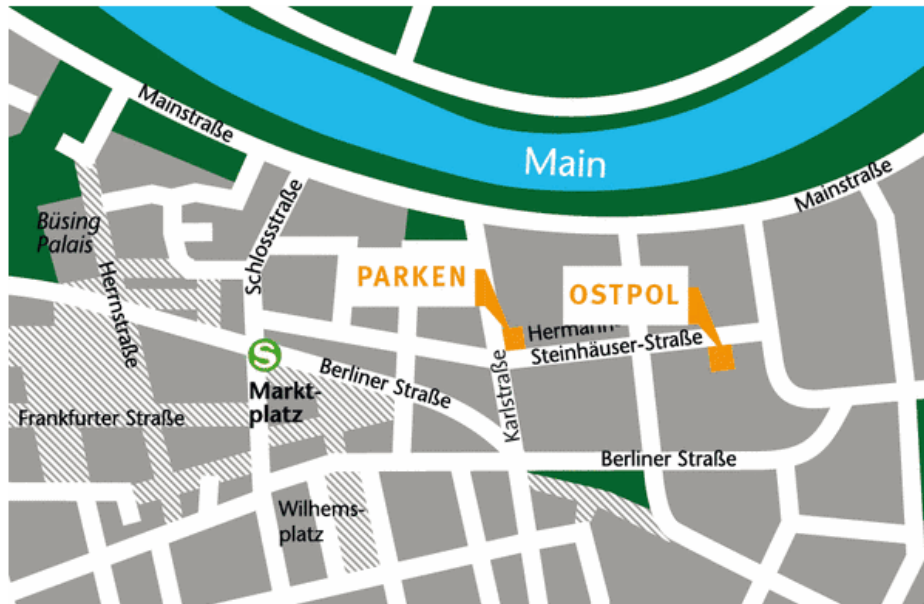 Mainstraße
Main
Mainstraße
Büsing
Palais
Herrnstraße
Schlossstraße
PARKEN
OSTPOL
Hermann-
Steinhäuser-Straße
S
Markt-
platz
Berliner Straße
Karlstraße
Frankfurter Straße
Berliner Straße
Wilhems-
platz